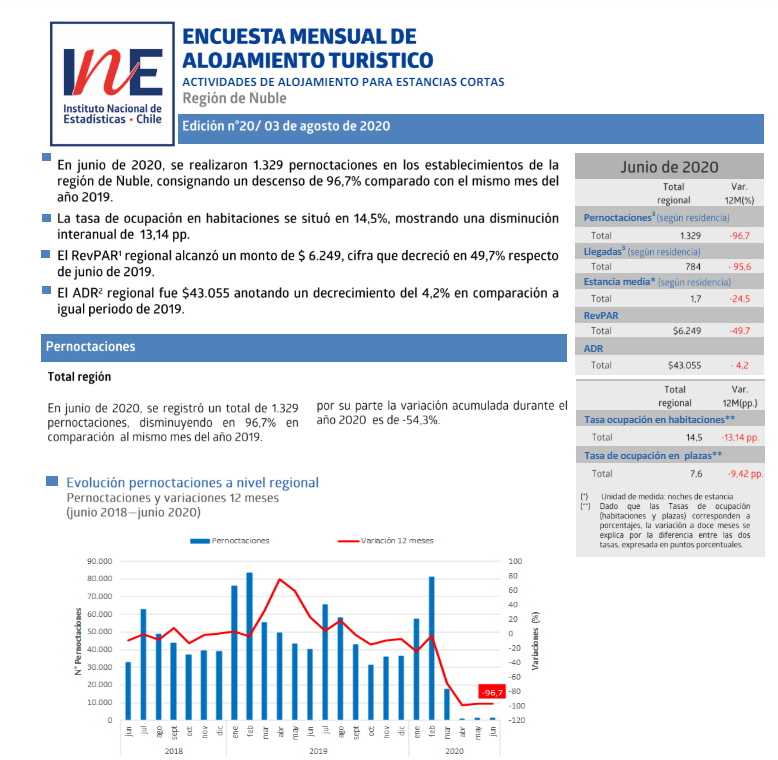 INE
Instituto Nacional de
Estadísticas • Chile
ENCUESTA MENSUAL DE
ALOJAMIENTO TURÍSTICO
ACTIVIDADES DE ALOJAMIENTO PARA ESTANCIAS CORTAS
Región de Ñuble
Edición n°20/ 03 de agosto de 2020
En junio de 2020, se realizaron 1.329 pernoctaciones en los establecimientos de la
región de Ñuble, consignando un descenso de 96,7% comparado con el mismo mes del
año 2019.
La tasa de ocupación en habitaciones se situó en 14,5%, mostrando una disminución
interanual de 13,14 pp.
El RevPAR¹ regional alcanzó un monto de $ 6.249, cifra que decreció en 49,7% respecto
de junio de 2019.
El ADR² regional fue $43.055 anotando un decrecimiento del 4,2% en comparación a
igual periodo de 2019.
Pernoctaciones
Total región
En junio de 2020, se registró un total de 1.329
pernoctaciones, disminuyendo en 96,7% en
comparación al mismo mes del año 2019.
por su parte la variación acumulada durante el
año 2020 es de -54,3%.
Evolución pernoctaciones a nivel regional
Pernoctaciones y variaciones 12 meses
(junio 2018—junio 2020)
Pernoctaciones Variación 12 meses
N° Pernoctaciones
90.000
80.000
70.000
60.000
50.000
40.000
30.000
20.000
10.000
0
100
80
60
40
20
0
-20
-40
-60
-80
-100
-120
Variaciones (%)
-96,7
jun jul ago sept oct nov dic ene feb mar abr may jun jul ago sept oct nov dic ene feb mar abr may jun
2018 2019 2020
Junio de 2020
Total Var.
regional 12M(%)
Pernoctaciones³ (según residencia)
Total 1.329 -96,7
Llegadas³ (según residencia)
Total 784 - 95,6
Estancia media* (según residencia)
Total 1,7 -24,5
RevPAR
Total $6.249 -49,7
ADR
Total $43.055 - 4,2
Total Var.
regional 12M(pp.)
Tasa ocupación en habitaciones**
Total 14,5 -13,14 pp.
Tasa de ocupación en plazas**
Total 7,6 -9,42 pp.
(*) Unidad de medida: noches de estancia
(**) Dado que las Tasas de ocupación
(habitaciones y plazas) corresponden a
porcentajes, la variación a doce meses se
explica por la diferencia entre las dos
tasas, expresada en puntos porcentuales.